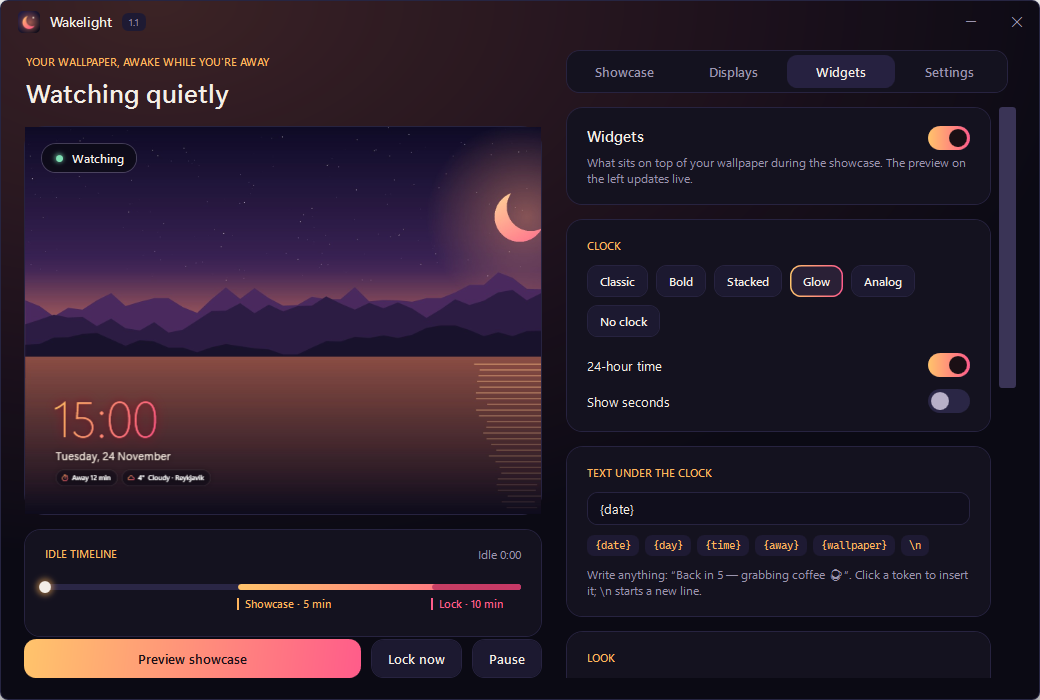 Wakelight 1.1
YOUR WALLPAPER, AWAKE WHILE YOU'RE AWAY
Watching quietly
Watching
15:00
Tuesday, 24 November
Away 12 min
4° Cloudy · Reykjavik
IDLE TIMELINE
Idle 0:00
Showcase · 5 min
Lock · 10 min
Preview showcase
Lock now
Pause
Showcase
Displays
Widgets
Settings
Widgets
What sits on top of your wallpaper during the showcase. The preview on
the left updates live.
CLOCK
Classic
Bold
Stacked
Glow
Analog
No clock
24-hour time
Show seconds
TEXT UNDER THE CLOCK
{date}
{date}
{day}
{time}
{away}
{wallpaper}
\n
Write anything: “Back in 5 — grabbing coffee ☕”. Click a token to insert
it; \n starts a new line.
LOOK